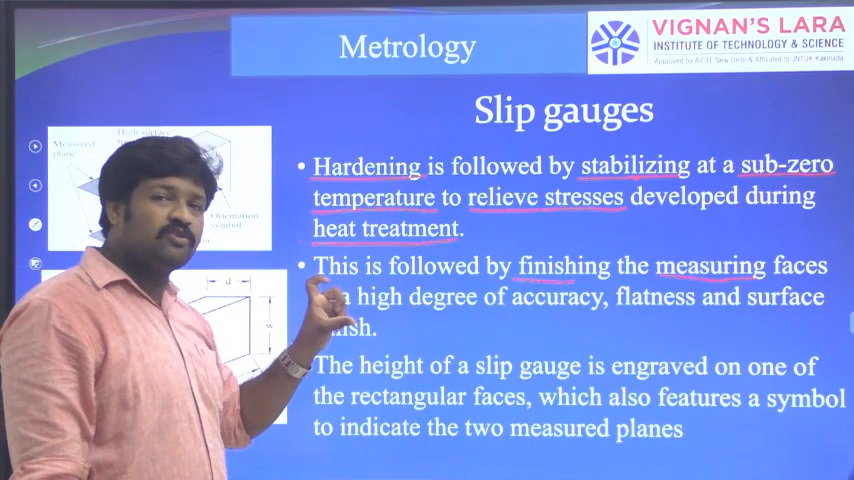 Metrology
VIGNAN'S LARA
INSTITUTE OF TECHNOLOGY & SCIENCE
Approved by AICTE New Delhi & Affiliated to JNTUK Kakinada
Slip gauges
Measured
plane
High surface
Orientation
symbol
• Hardening is followed by stabilizing at a sub-zero
temperature to relieve stresses developed during
heat treatment.
• This is followed by finishing the measuring faces
a high degree of accuracy, flatness and surface
The height of a slip gauge is engraved on one of
the rectangular faces, which also features a symbol
to indicate the two measured planes
d
w